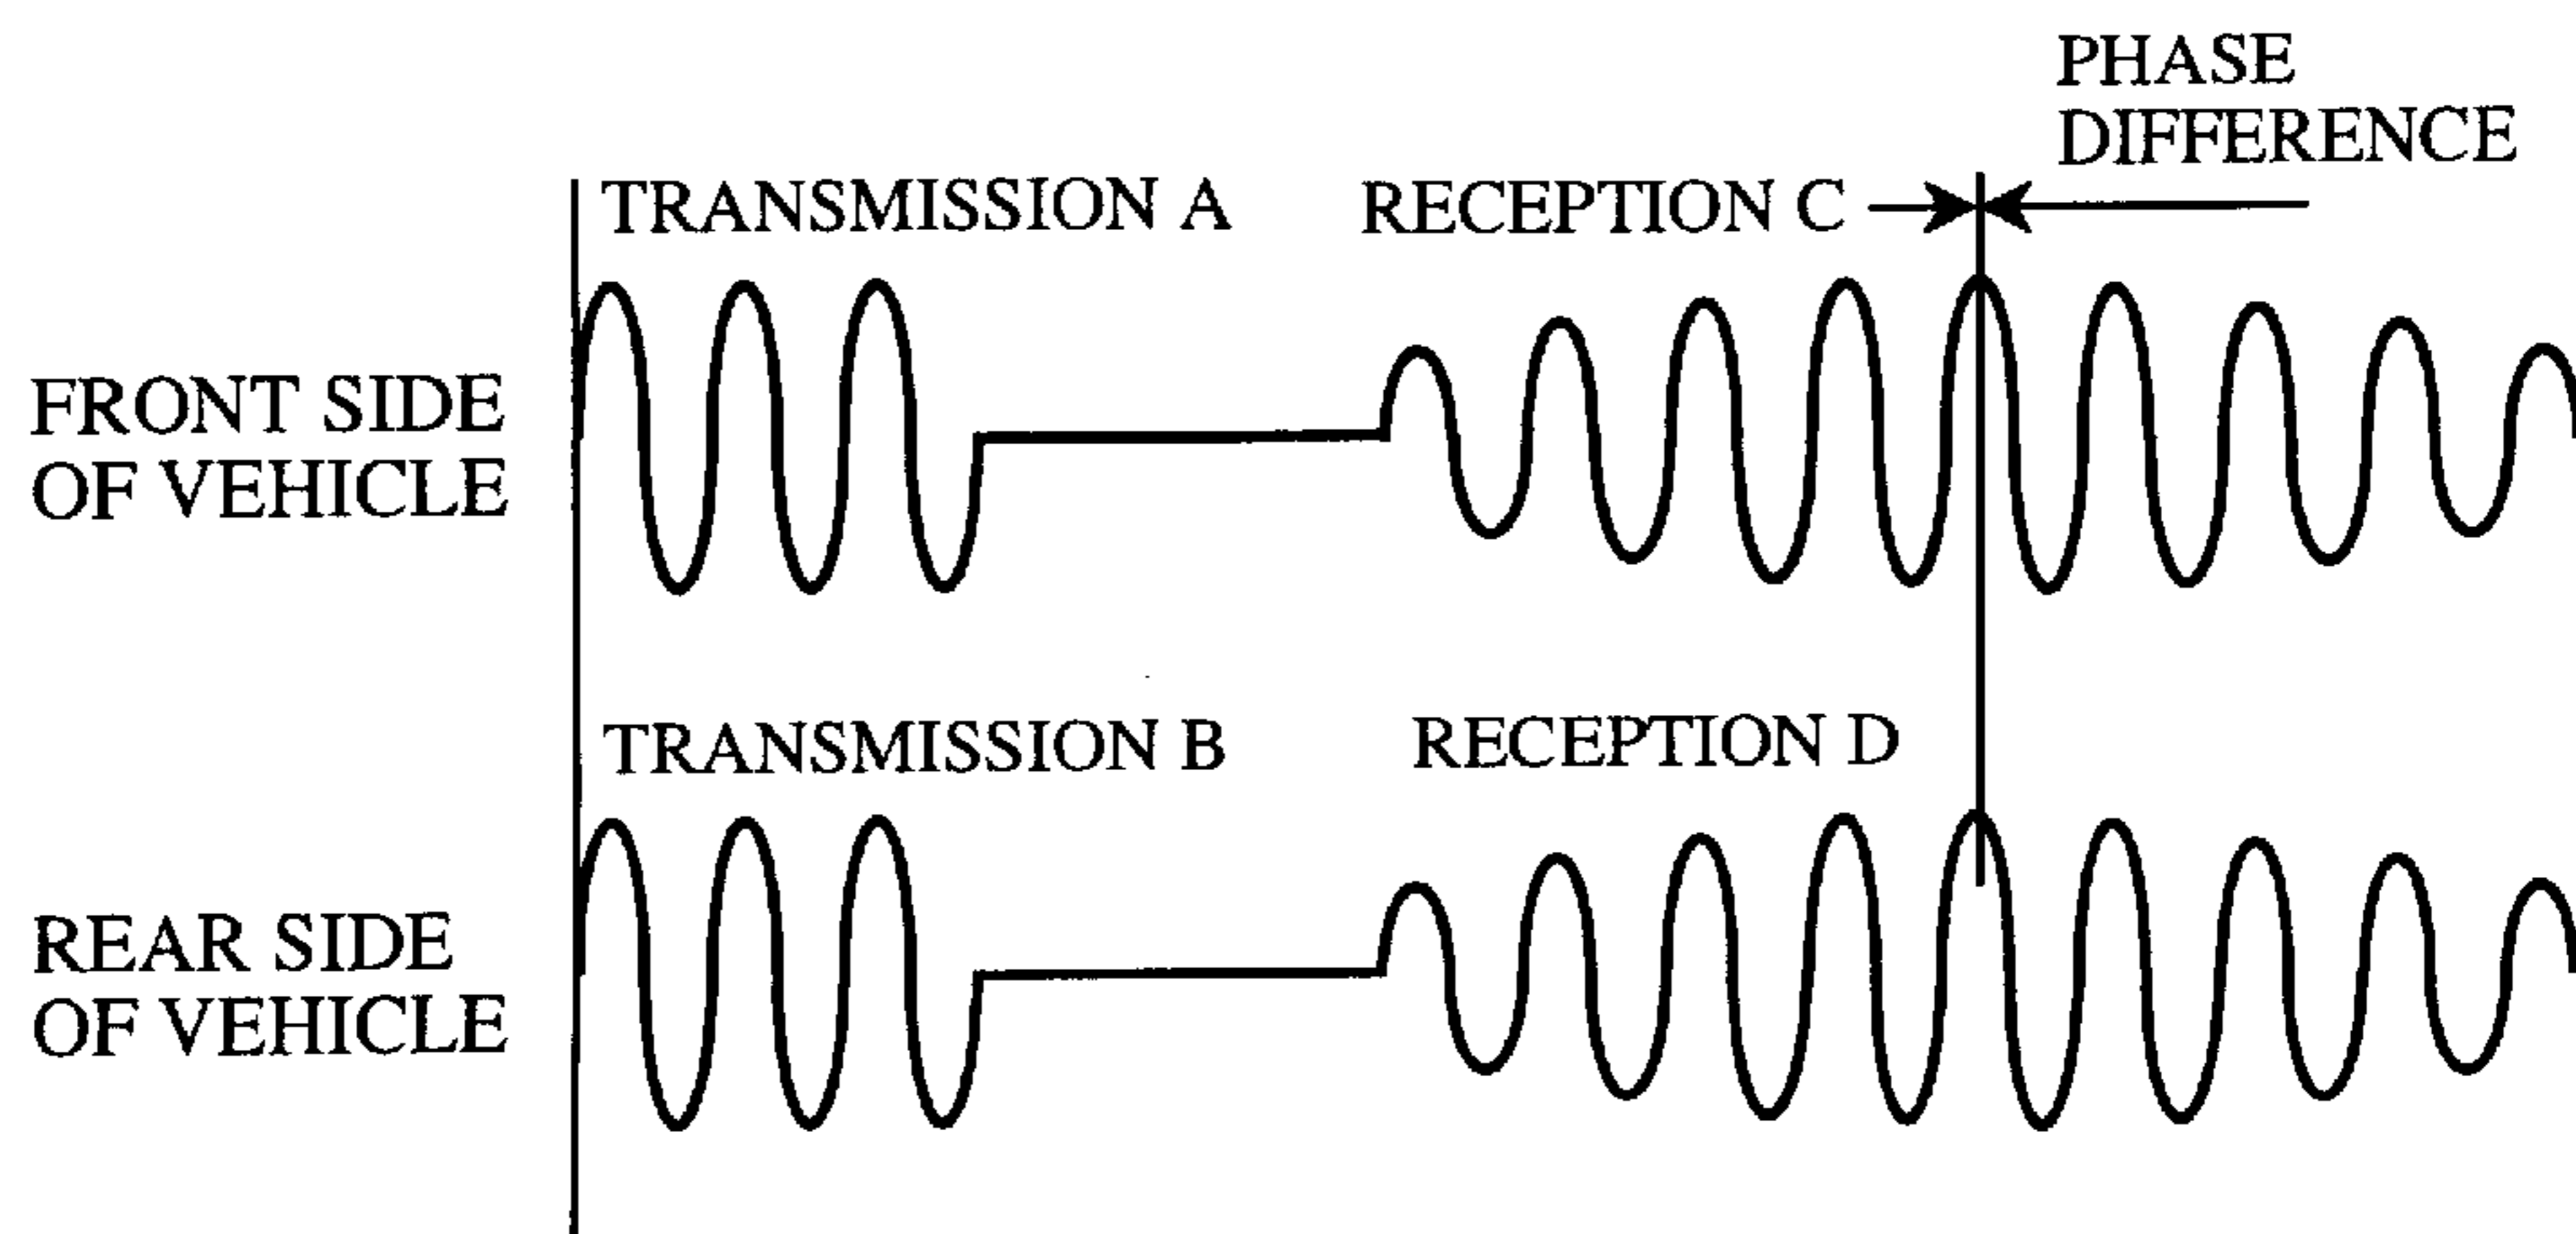 PHASE
DIFFERENCE
TRANSMISSION A
RECEPTION C
FRONT SIDE
OF VEHICLE
TRANSMISSION B
RECEPTION D
REAR SIDE
OF VEHICLE